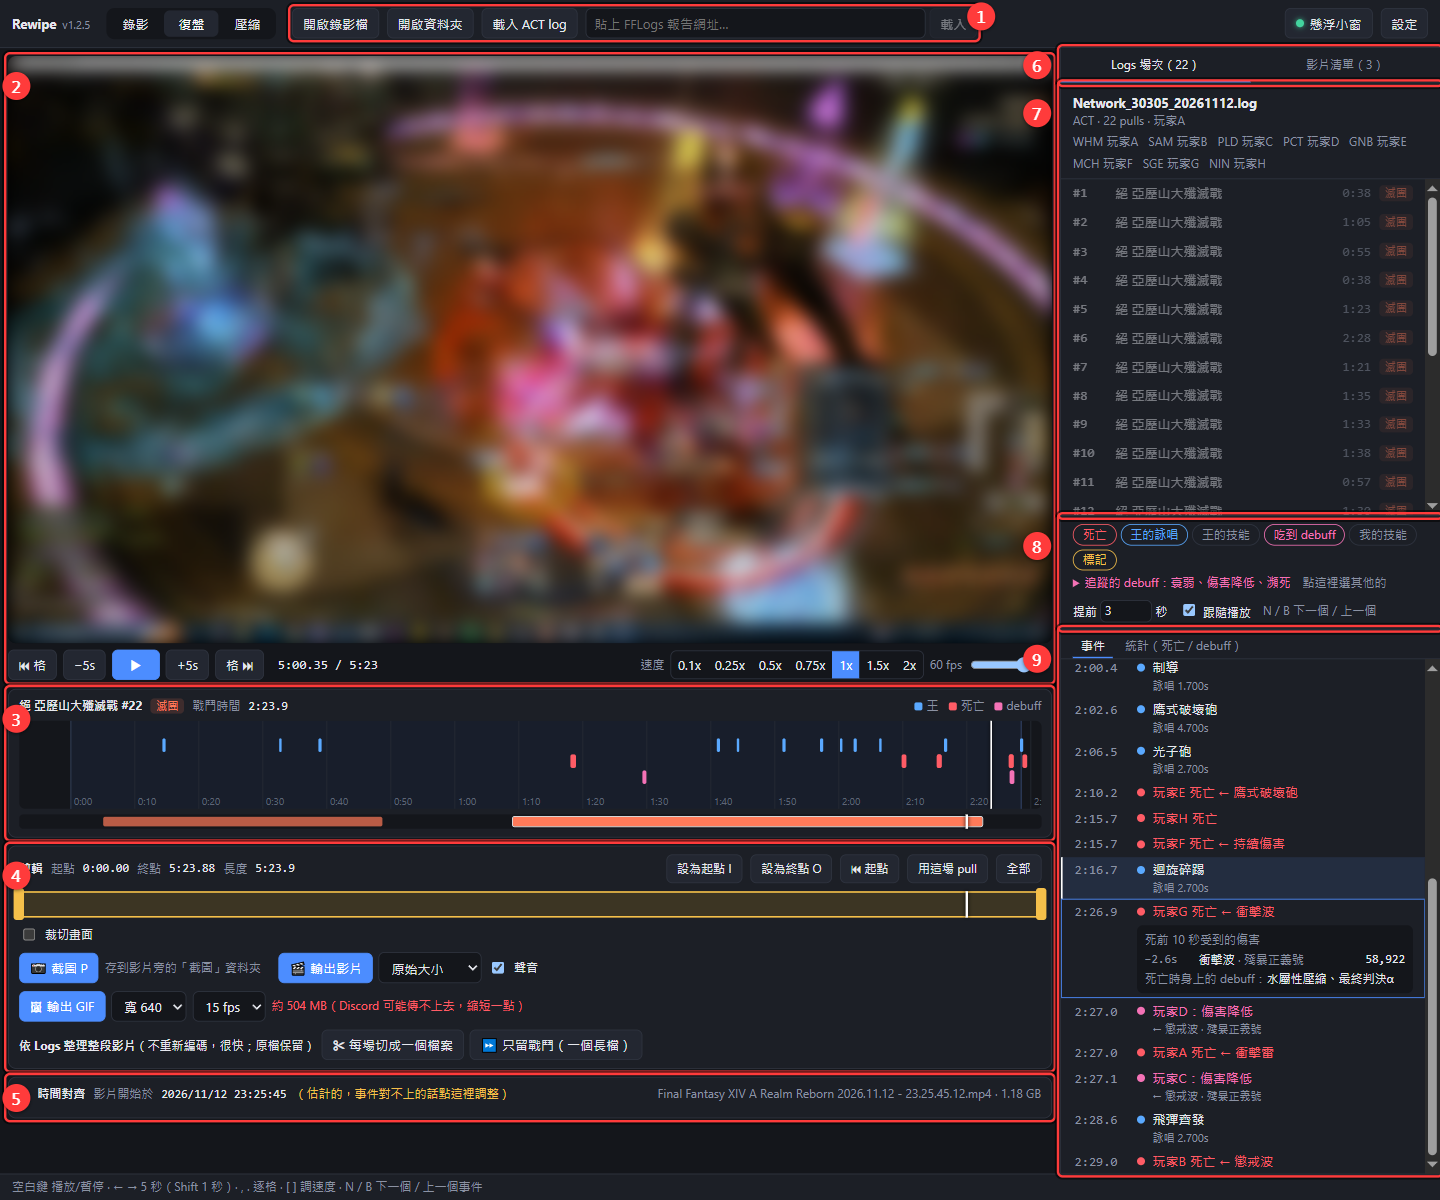 Rewipe v1.2.5 錄影 復盤 壓縮 開啟錄影檔 開啟資料夾 載入 ACT log 貼上 FFLogs 報告網址... 載入 1 懸浮小窗 設定
2
6 Logs 場次 ( 22 ) 影片清單 ( 3 )
7
Network_30305_20261112.log
ACT · 22 pulls · 玩家A
WHM 玩家A SAM 玩家B PLD 玩家C PCT 玩家D GNB 玩家E
MCH 玩家F SGE 玩家G NIN 玩家H
#1 絕 亞歷山大殲滅戰 0:38 滅團
#2 絕 亞歷山大殲滅戰 1:05 滅團
#3 絕 亞歷山大殲滅戰 0:55 滅團
#4 絕 亞歷山大殲滅戰 0:38 滅團
#5 絕 亞歷山大殲滅戰 1:23 滅團
#6 絕 亞歷山大殲滅戰 2:28 滅團
#7 絕 亞歷山大殲滅戰 1:21 滅團
#8 絕 亞歷山大殲滅戰 1:35 滅團
#9 絕 亞歷山大殲滅戰 1:33 滅團
#10 絕 亞歷山大殲滅戰 1:38 滅團
#11 絕 亞歷山大殲滅戰 0:57 滅團
8
死亡 王的詠唱 王的技能 吃到 debuff 我的技能
標記
▶ 追蹤的 debuff：衰弱、傷害降低、瀕死 點這裡選其他的
提前 3 秒 跟隨播放 N / B 下一個 / 上一個
⏮ 格 −5s ▶ +5s 格 ⏭ 5:00.35 / 5:23 速度 0.1x 0.25x 0.5x 0.75x 1x 1.5x 2x 60 fps 9
3
絕 亞歷山大殲滅戰 #22 滅團 戰鬥時間 2:23.9 王 死亡 debuff
0:00 0:10 0:20 0:30 0:40 0:50 1:00 1:10 1:20 1:30 1:40 1:50 2:00 2:10 2:20 2:
4
輯 起點 0:00.00 終點 5:23.88 長度 5:23.9 設為起點 I 設為終點 O ⏮ 起點 用這場 pull 全部
裁切畫面
截圖 P 存到影片旁的「截圖」資料夾 輸出影片 原始大小 聲音
輸出 GIF 寬 640 15 fps 約 504 MB ( Discord 可能傳不上去，縮短一點 )
依 Logs 整理整段影片 ( 不重新編碼，很快；原檔保留 ) ✂ 每場切成一個檔案 ⏩ 只留戰鬥 ( 一個長檔 )
5
時間對齊 影片開始於 2026/11/12 23:25:45 ( 估計的，事件對不上的話點這裡調整 ) Final Fantasy XIV A Realm Reborn 2026.11.12 - 23.25.45.12.mp4 · 1.18 GB
事件 統計 ( 死亡 / debuff )
2:00.4 制導
詠唱 1.700s
2:02.6 鷹式破壞砲
詠唱 4.700s
2:06.5 光子砲
詠唱 2.700s
2:10.2 玩家E 死亡 ← 鷹式破壞砲
2:15.7 玩家H 死亡
2:15.7 玩家F 死亡 ← 持續傷害
2:16.7 迴旋碎踢
詠唱 2.700s
2:26.9 玩家G 死亡 ← 衝擊波
死前 10 秒受到的傷害
−2.6s 衝擊波 · 殘暴正義號 58,922
死亡時身上的 debuff：水屬性壓縮、最終判決α
2:27.0 玩家D：傷害降低
← 懲戒波 · 殘暴正義號
2:27.0 玩家A 死亡 ← 衝擊雷
2:27.1 玩家C：傷害降低
← 懲戒波 · 殘暴正義號
2:28.6 飛彈齊發
詠唱 2.700s
2:29.0 玩家B 死亡 ← 懲戒波
空白鍵 播放/暫停 · ← → 5 秒 ( Shift 1 秒 ) · , . 逐格 · [ ] 調速度 · N / B 下一個 / 上一個事件